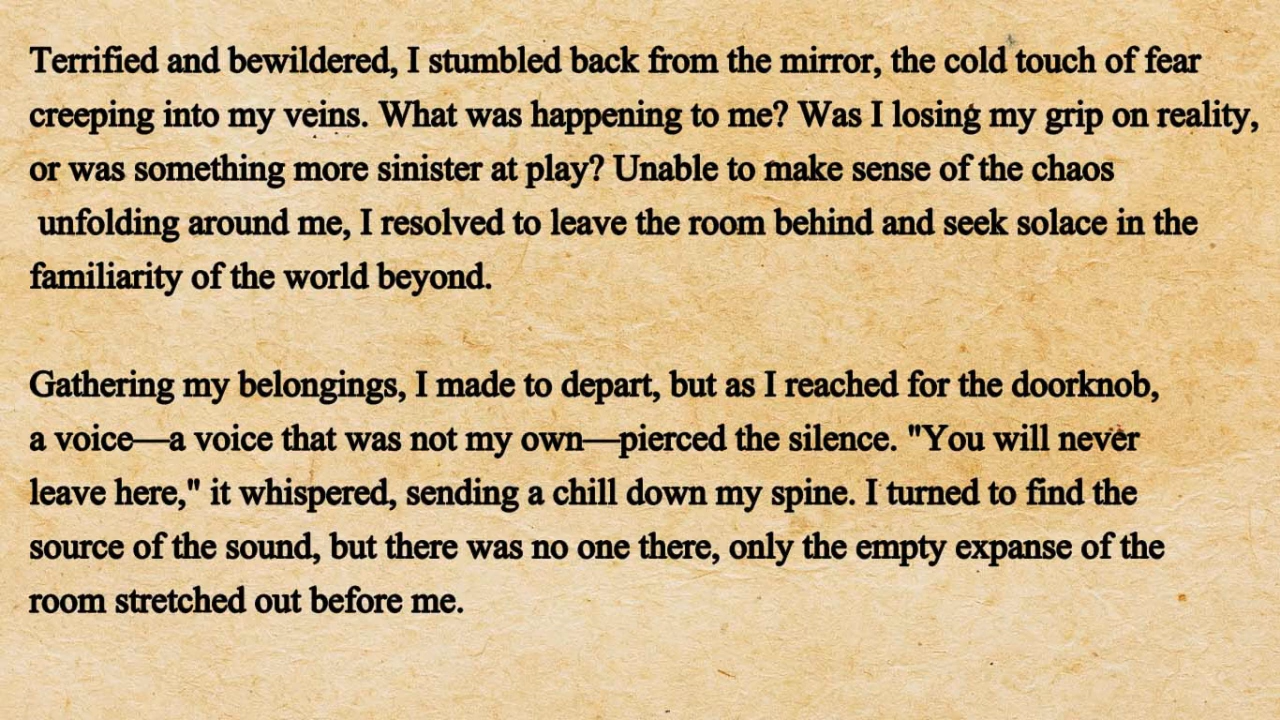 Terrified and bewildered, I stumbled back from the mirror, the cold touch of fear
creeping into my veins. What was happening to me? Was I losing my grip on reality,
or was something more sinister at play? Unable to make sense of the chaos
unfolding around me, I resolved to leave the room behind and seek solace in the
familiarity of the world beyond.

Gathering my belongings, I made to depart, but as I reached for the doorknob,
a voice—a voice that was not my own—pierced the silence. "You will never
leave here," it whispered, sending a chill down my spine. I turned to find the
source of the sound, but there was no one there, only the empty expanse of the
room stretched out before me.